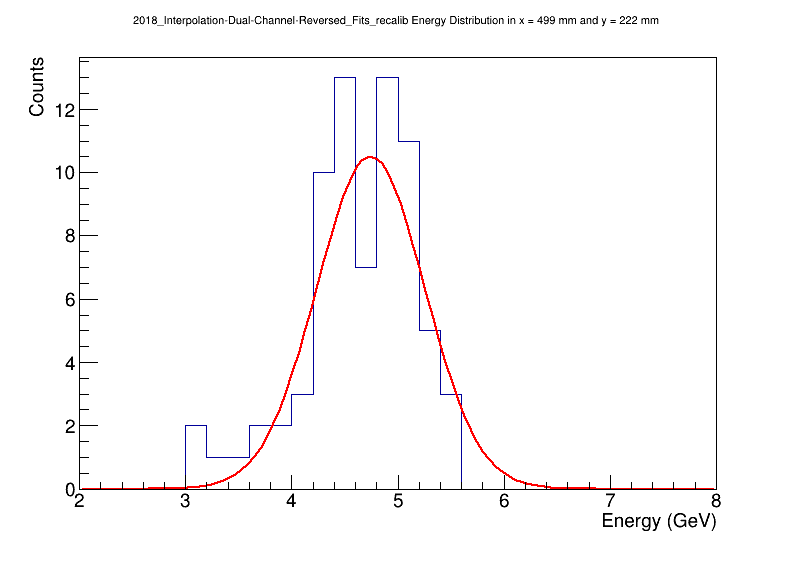 2018_Interpolation-Dual-Channel-Reversed_Fits_recalib Energy Distribution in x = 499 mm and y = 222 mm
Counts
12
10
8
6
4
2
0
2 3 4 5 6 7 8
Energy (GeV)